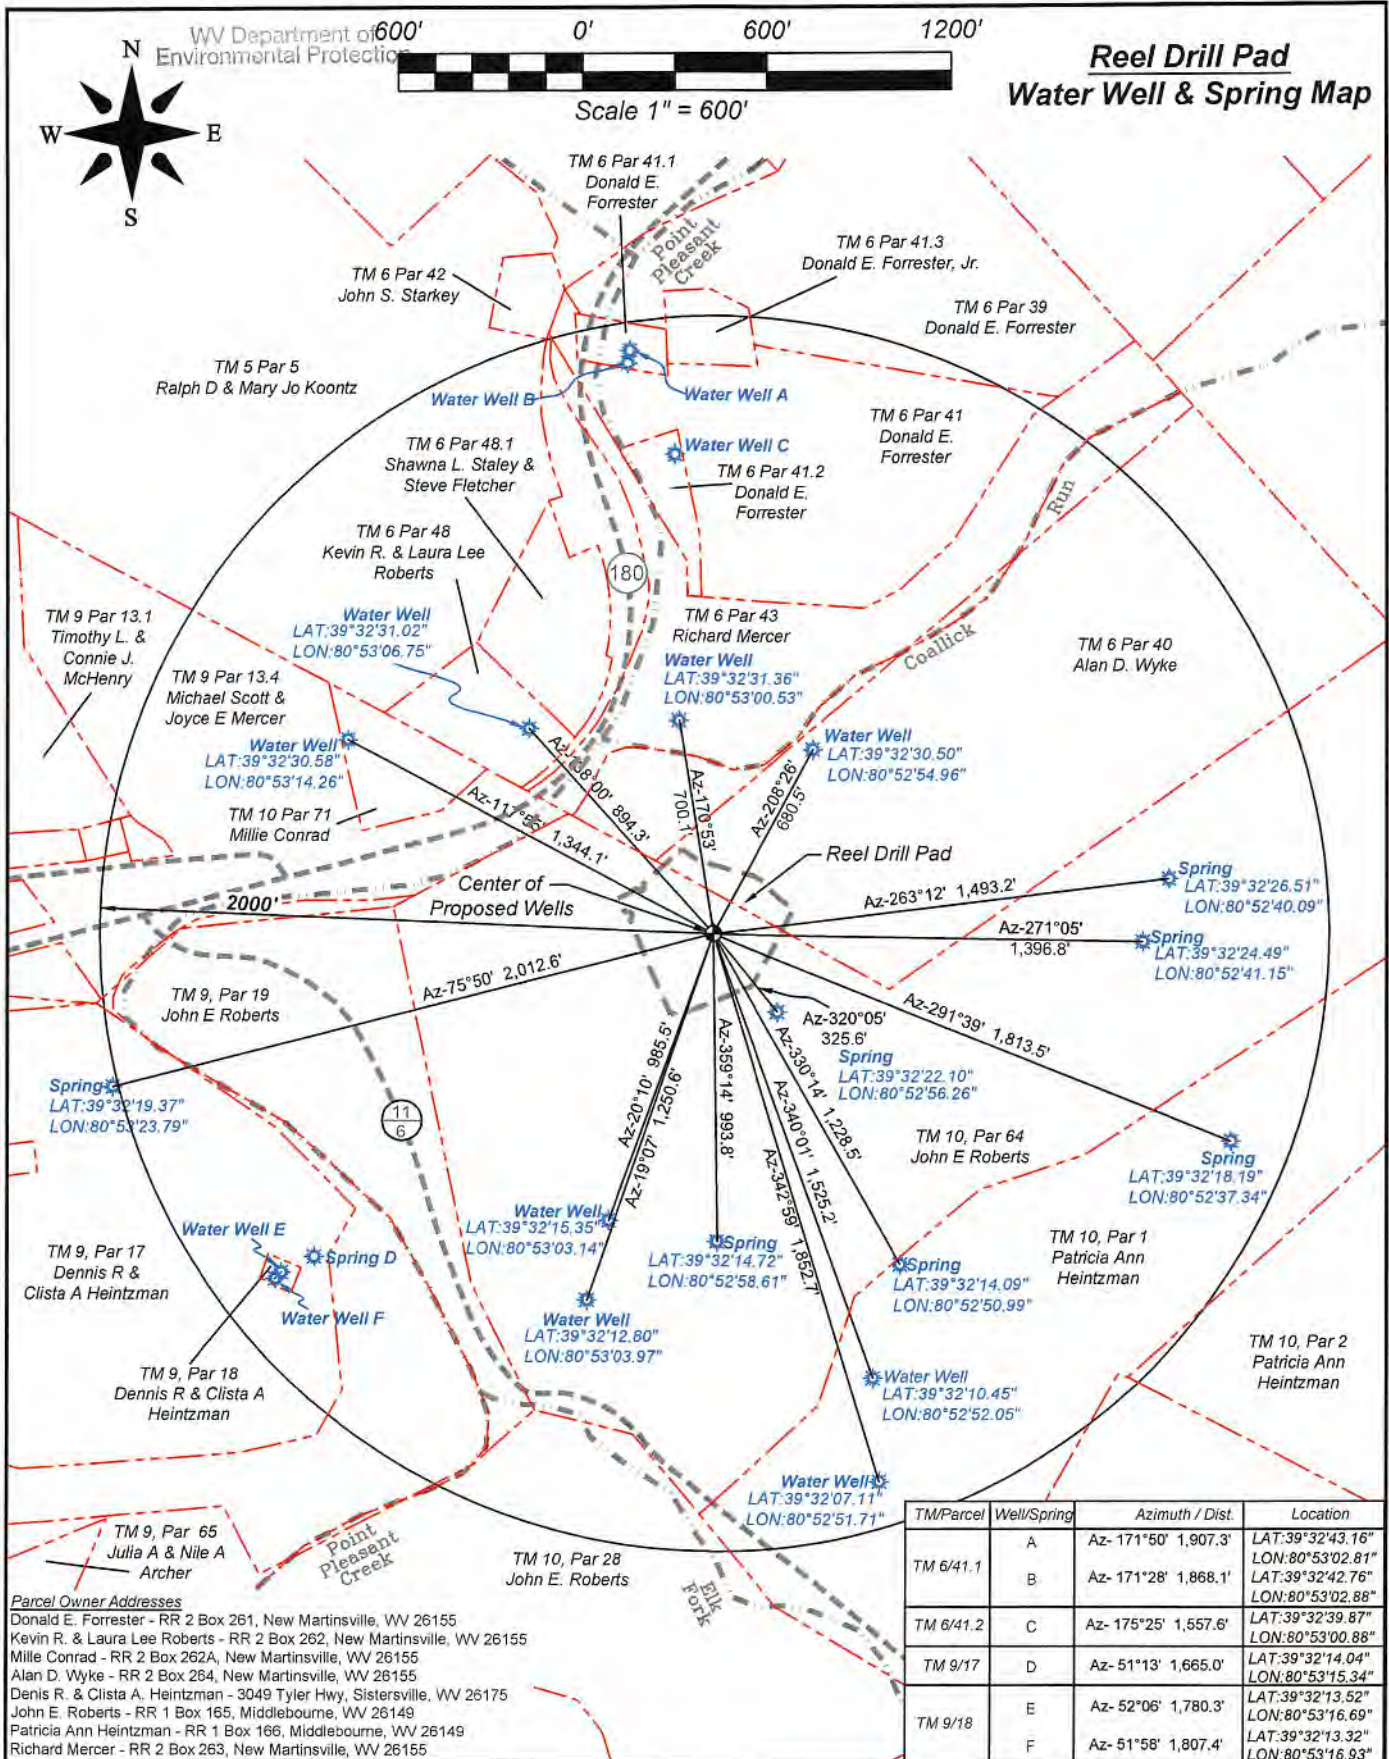 WV Department of
Environmental Protection
600'
0'
600'
1200'
Scale 1" = 600'
Reel Drill Pad
Water Well & Spring Map
N
W
E
S
TM 6 Par 41.1
Donald E.
Forrester
Point
Pleasant
Creek
TM 6 Par 41.3
Donald E. Forrester, Jr.
TM 6 Par 42
John S. Starkey
TM 6 Par 39
Donald E. Forrester
TM 5 Par 5
Ralph D & Mary Jo Koontz
Water Well B
Water Well A
TM 6 Par 41
Donald E.
Forrester
TM 6 Par 48.1
Shawna L. Staley &
Steve Fletcher
Water Well C
TM 6 Par 41.2
Donald E.
Forrester
Run
TM 6 Par 48
Kevin R. & Laura Lee
Roberts
180
TM 9 Par 13.1
Timothy L. &
Connie J.
McHenry
Water Well
LAT:39°32'31.02"
LON:80°53'06.75"
TM 6 Par 43
Richard Mercer
Water Well
LAT:39°32'31.36"
LON:80°53'00.53"
Coallick
TM 6 Par 40
Alan D. Wyke
TM 9 Par 13.4
Michael Scott &
Joyce E Mercer
Water Well
LAT:39°32'30.58"
LON:80°53'14.26"
Water Well
LAT:39°32'30.50"
LON:80°52'54.96"
TM 10 Par 71
Millie Conrad
Az-138°00' 894.3'
Az-117°56' 1,344.1'
Az-170°53'
700.1'
Az-208°26'
680.5'
Reel Drill Pad
Center of
Proposed Wells
2000'
Az-263°12' 1,493.2'
Spring
LAT:39°32'26.51"
LON:80°52'40.09"
Az-271°05'
1,396.8'
Spring
LAT:39°32'24.49"
LON:80°52'41.15"
Az-75°50' 2,012.6'
TM 9, Par 19
John E Roberts
Az-291°39' 1,813.5'
Az-320°05'
325.6'
Spring
LAT:39°32'22.10"
LON:80°52'56.26"
Az-20°10' 985.5'
Az-19°07' 1,250.6'
Az-359°14' 993.8'
Az-330°14' 1,228.5'
Az-340°01' 1,525.2'
Az-342°59' 1,852.7'
Spring
LAT:39°32'19.37"
LON:80°53'23.79"
11
6
TM 10, Par 64
John E Roberts
Spring
LAT:39°32'18.19"
LON:80°52'37.34"
Water Well
LAT:39°32'15.35"
LON:80°53'03.14"
Spring
LAT:39°32'14.72"
LON:80°52'58.61"
Water Well E
Spring D
Water Well F
TM 9, Par 17
Dennis R &
Clista A Heintzman
TM 10, Par 1
Patricia Ann
Heintzman
Spring
LAT:39°32'14.09"
LON:80°52'50.99"
Water Well
LAT:39°32'12.80"
LON:80°53'03.97"
TM 10, Par 2
Patricia Ann
Heintzman
TM 9, Par 18
Dennis R & Clista A
Heintzman
Water Well
LAT:39°32'10.45"
LON:80°52'52.05"
Water Well
LAT:39°32'07.11"
LON:80°52'51.71"
TM 9, Par 65
Julia A & Nile A
Archer
Point
Pleasant
Creek
TM 10, Par 28
John E. Roberts
Elk
Fork
Parcel Owner Addresses
Donald E. Forrester - RR 2 Box 261, New Martinsville, WV 26155
Kevin R. & Laura Lee Roberts - RR 2 Box 262, New Martinsville, WV 26155
Mille Conrad - RR 2 Box 262A, New Martinsville, WV 26155
Alan D. Wyke - RR 2 Box 264, New Martinsville, WV 26155
Denis R. & Clista A. Heintzman - 3049 Tyler Hwy, Sistersville, WV 26175
John E. Roberts - RR 1 Box 165, Middlebourne, WV 26149
Patricia Ann Heintzman - RR 1 Box 166, Middlebourne, WV 26149
Richard Mercer - RR 2 Box 263, New Martinsville, WV 26155
TM/Parcel Well/Spring Azimuth / Dist. Location
TM 6/41.1 A Az- 171°50' 1,907.3' LAT:39°32'43.16"
LON:80°53'02.81"
B Az- 171°28' 1,868.1' LAT:39°32'42.76"
LON:80°53'02.88"
TM 6/41.2 C Az- 175°25' 1,557.6' LAT:39°32'39.87"
LON:80°53'00.88"
TM 9/17 D Az- 51°13' 1,665.0' LAT:39°32'14.04"
LON:80°53'15.34"
TM 9/18 E Az- 52°06' 1,780.3' LAT:39°32'13.52"
LON:80°53'16.69"
F Az- 51°58' 1,807.4' LAT:39°32'13.32"
LON:80°53'16.93"